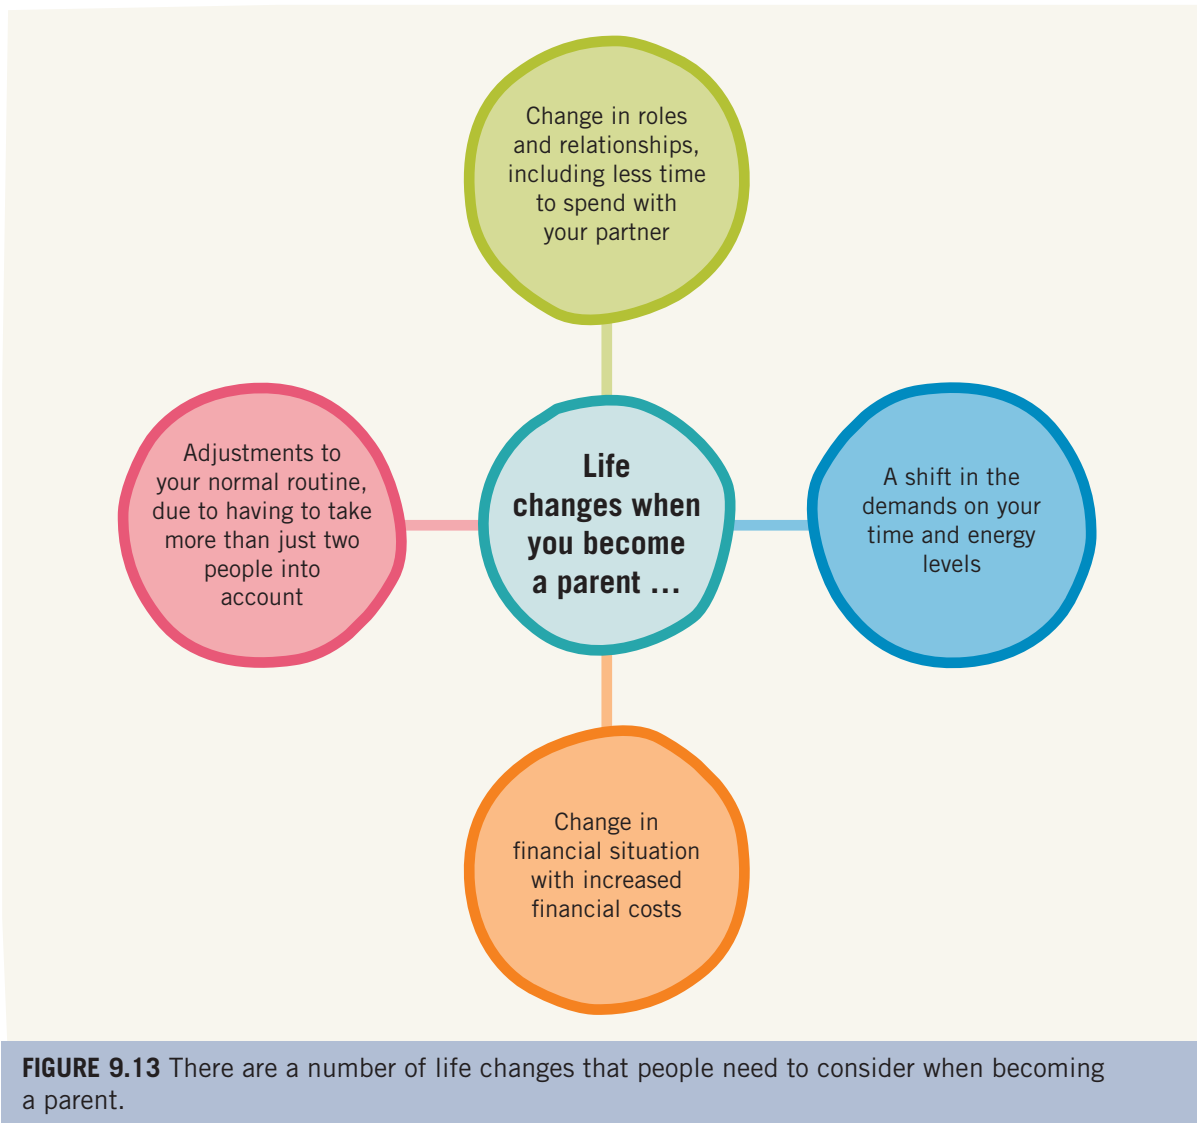 Change in roles
and relationships,
including less time
to spend with
your partner
Adjustments to
your normal routine,
due to having to take
more than just two
people into
account
Life
changes when
you become
a parent ...
A shift in the
demands on your
time and energy
levels
Change in
financial situation
with increased
financial costs
FIGURE 9.13 There are a number of life changes that people need to consider when becoming
a parent.